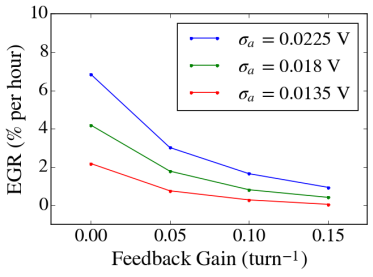 10
8
6
4
2
0
EGR (% per hour)
σₐ = 0.0225 V
σₐ = 0.018 V
σₐ = 0.0135 V
0.00 0.05 0.10 0.15
Feedback Gain (turn⁻¹)